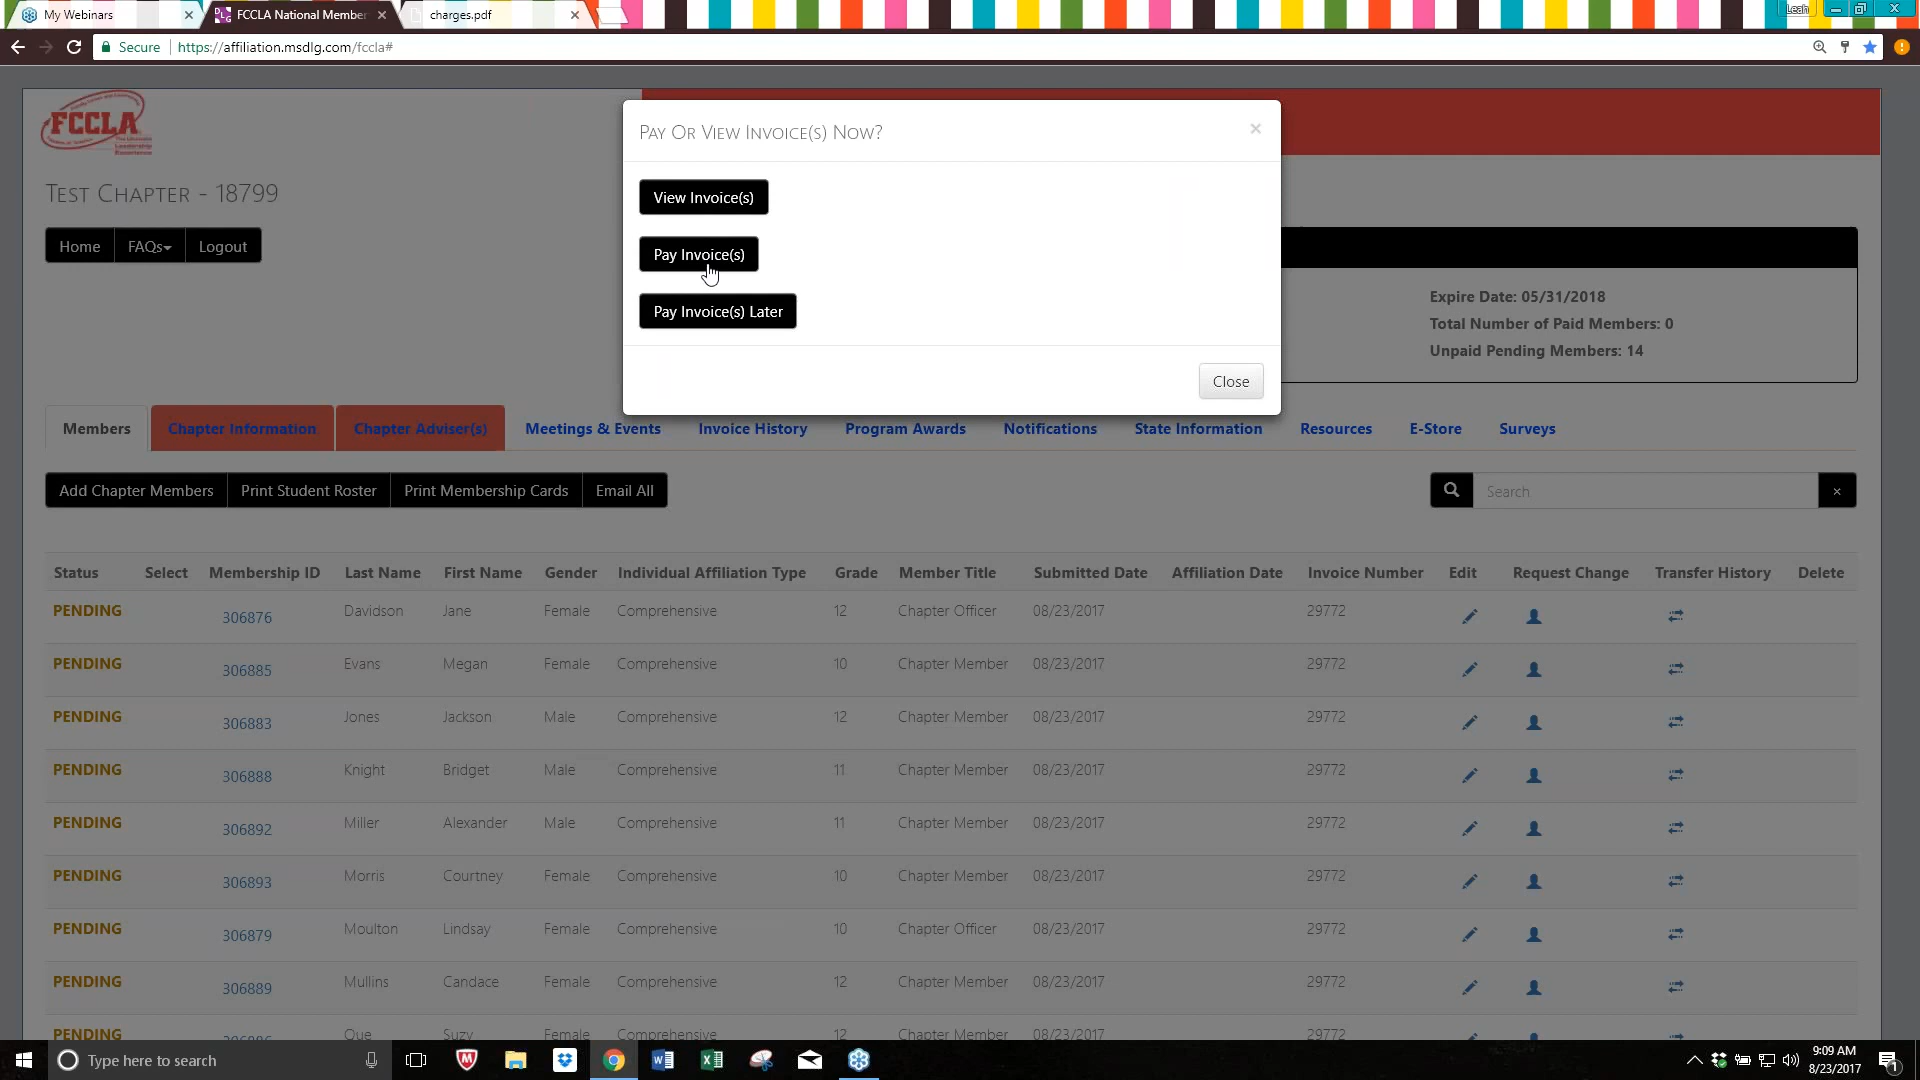 My Webinars
FCCLA National Member
charges.pdf
Leah
Secure
https://affiliation.msdlg.com/fccla#
FCCLA
The Ultimate
Leadership
Experience
Test Chapter - 18799
Home
FAQs
Logout
Pay Or View Invoice(s) Now?
×
View Invoice(s)
Pay Invoice(s)
Pay Invoice(s) Later
Close
Expire Date: 05/31/2018
Total Number of Paid Members: 0
Unpaid Pending Members: 14
Members Chapter Information Chapter Adviser(s) Meetings & Events Invoice History Program Awards Notifications State Information Resources E-Store Surveys
Add Chapter Members Print Student Roster Print Membership Cards Email All Search ×
Status Select Membership ID Last Name First Name Gender Individual Affiliation Type Grade Member Title Submitted Date Affiliation Date Invoice Number Edit Request Change Transfer History Delete
PENDING 306876 Davidson Jane Female Comprehensive 12 Chapter Officer 08/23/2017 29772
PENDING 306885 Evans Megan Female Comprehensive 10 Chapter Member 08/23/2017 29772
PENDING 306883 Jones Jackson Male Comprehensive 12 Chapter Member 08/23/2017 29772
PENDING 306888 Knight Bridget Male Comprehensive 11 Chapter Member 08/23/2017 29772
PENDING 306892 Miller Alexander Male Comprehensive 11 Chapter Member 08/23/2017 29772
PENDING 306893 Morris Courtney Female Comprehensive 10 Chapter Member 08/23/2017 29772
PENDING 306879 Moulton Lindsay Female Comprehensive 10 Chapter Officer 08/23/2017 29772
PENDING 306889 Mullins Candace Female Comprehensive 12 Chapter Member 08/23/2017 29772
PENDING Que Suzy Female Comprehensive 12 Chapter Member 08/23/2017 29772
Type here to search
9:09 AM
8/23/2017
1